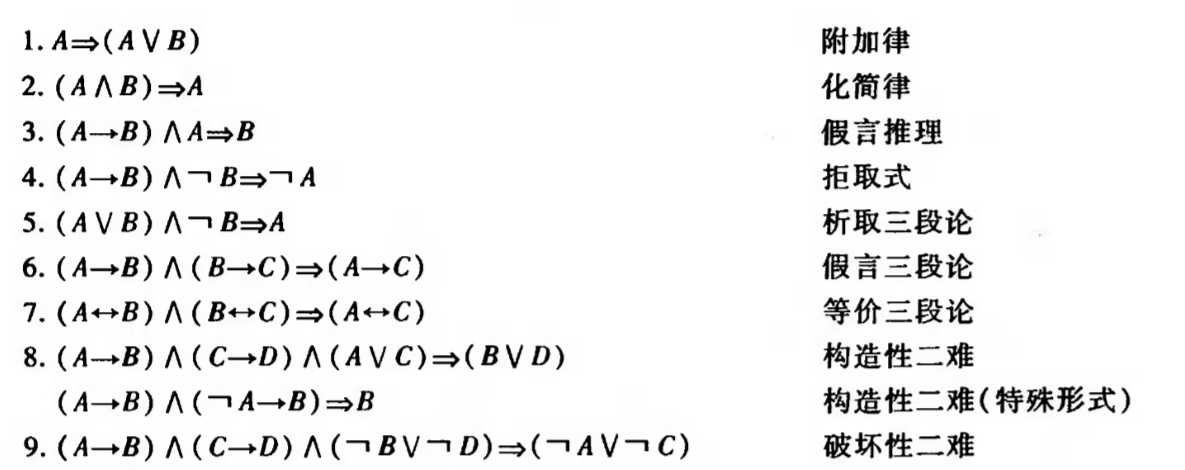 1. A⇒(A∨B) 附加律
2. (A∧B)⇒A 化简律
3. (A→B)∧A⇒B 假言推理
4. (A→B)∧¬B⇒¬A 拒取式
5. (A∨B)∧¬B⇒A 析取三段论
6. (A→B)∧(B→C)⇒(A→C) 假言三段论
7. (A↔B)∧(B↔C)⇒(A↔C) 等价三段论
8. (A→B)∧(C→D)∧(A∨C)⇒(B∨D) 构造性二难
(A→B)∧(¬A→B)⇒B 构造性二难(特殊形式)
9. (A→B)∧(C→D)∧(¬B∨¬D)⇒(¬A∨¬C) 破坏性二难